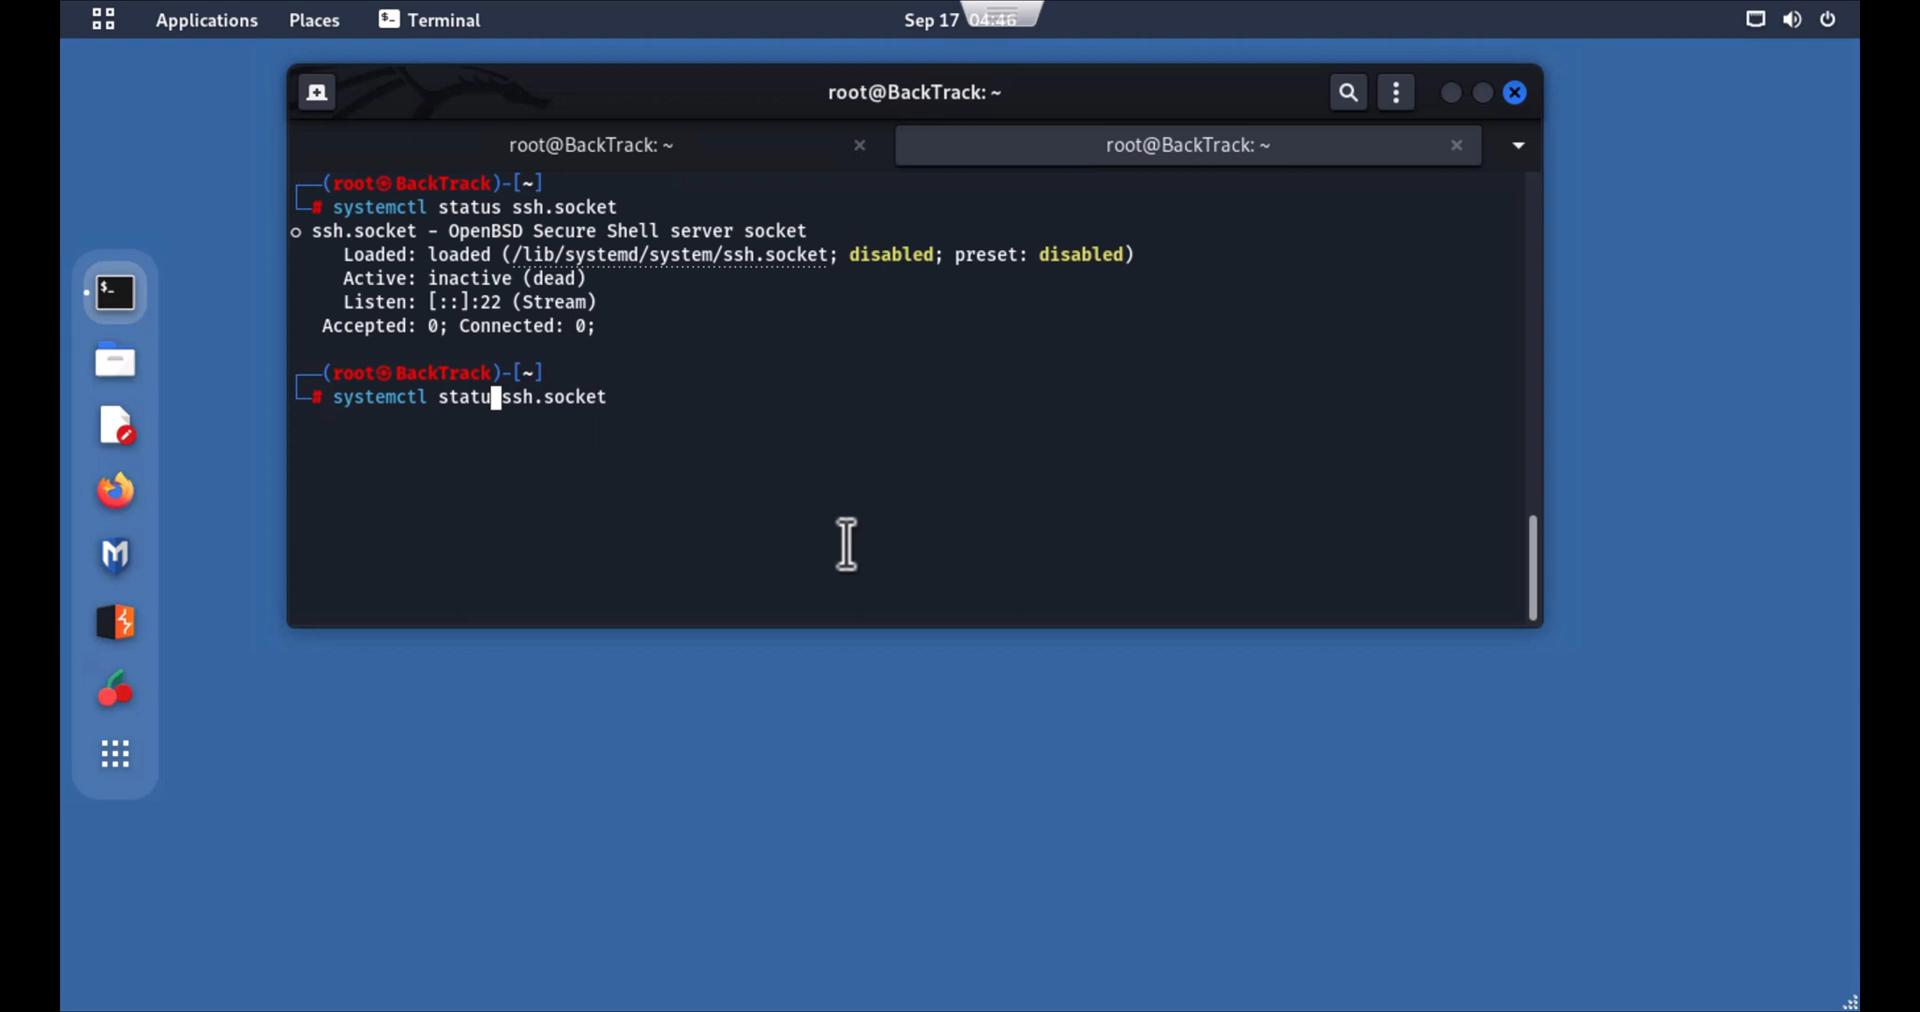 Applications Places Terminal Sep 17 04:46
root@BackTrack: ~
root@BackTrack: ~ root@BackTrack: ~
┌──(root㉿BackTrack)-[~]
└─# systemctl status ssh.socket
○ ssh.socket - OpenBSD Secure Shell server socket
Loaded: loaded (/lib/systemd/system/ssh.socket; disabled; preset: disabled)
Active: inactive (dead)
Listen: [::]:22 (Stream)
Accepted: 0; Connected: 0;
┌──(root㉿BackTrack)-[~]
└─# systemctl statu ssh.socket